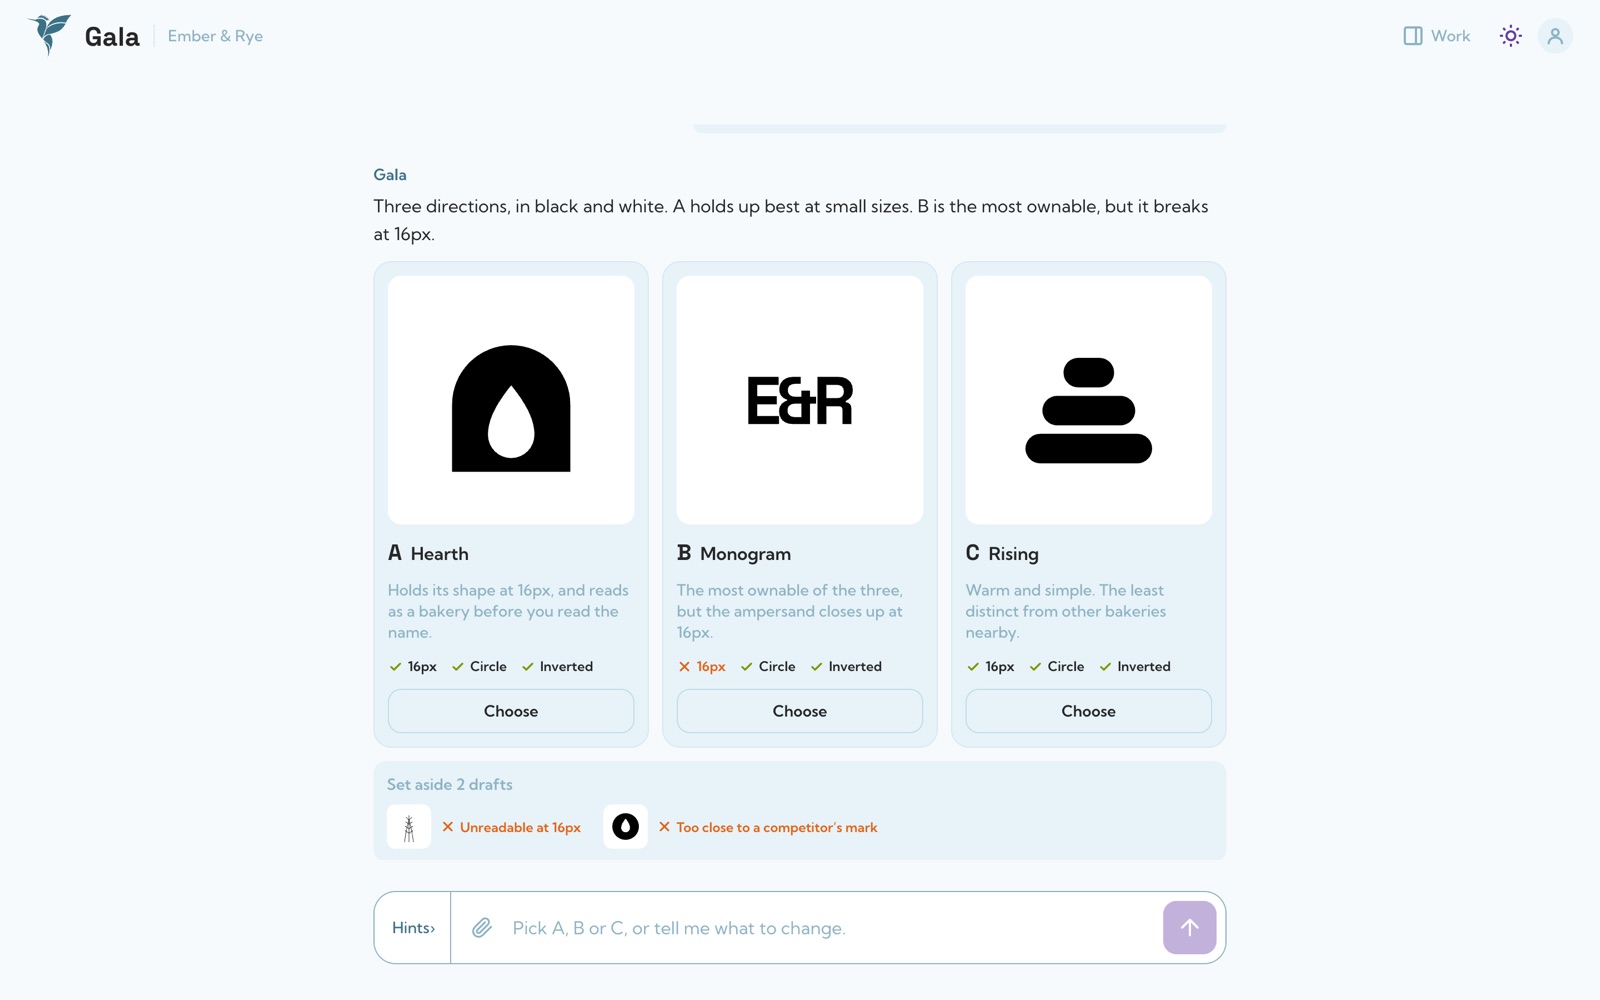 Gala
Ember & Rye
Work
Gala
Three directions, in black and white. A holds up best at small sizes. B is the most ownable, but it breaks
at 16px.
E&R
A Hearth
Holds its shape at 16px, and reads
as a bakery before you read the
name.
16px
Circle
Inverted
Choose
B Monogram
The most ownable of the three,
but the ampersand closes up at
16px.
16px
Circle
Inverted
Choose
C Rising
Warm and simple. The least
distinct from other bakeries
nearby.
16px
Circle
Inverted
Choose
Set aside 2 drafts
Unreadable at 16px
Too close to a competitor’s mark
Hints›
Pick A, B or C, or tell me what to change.